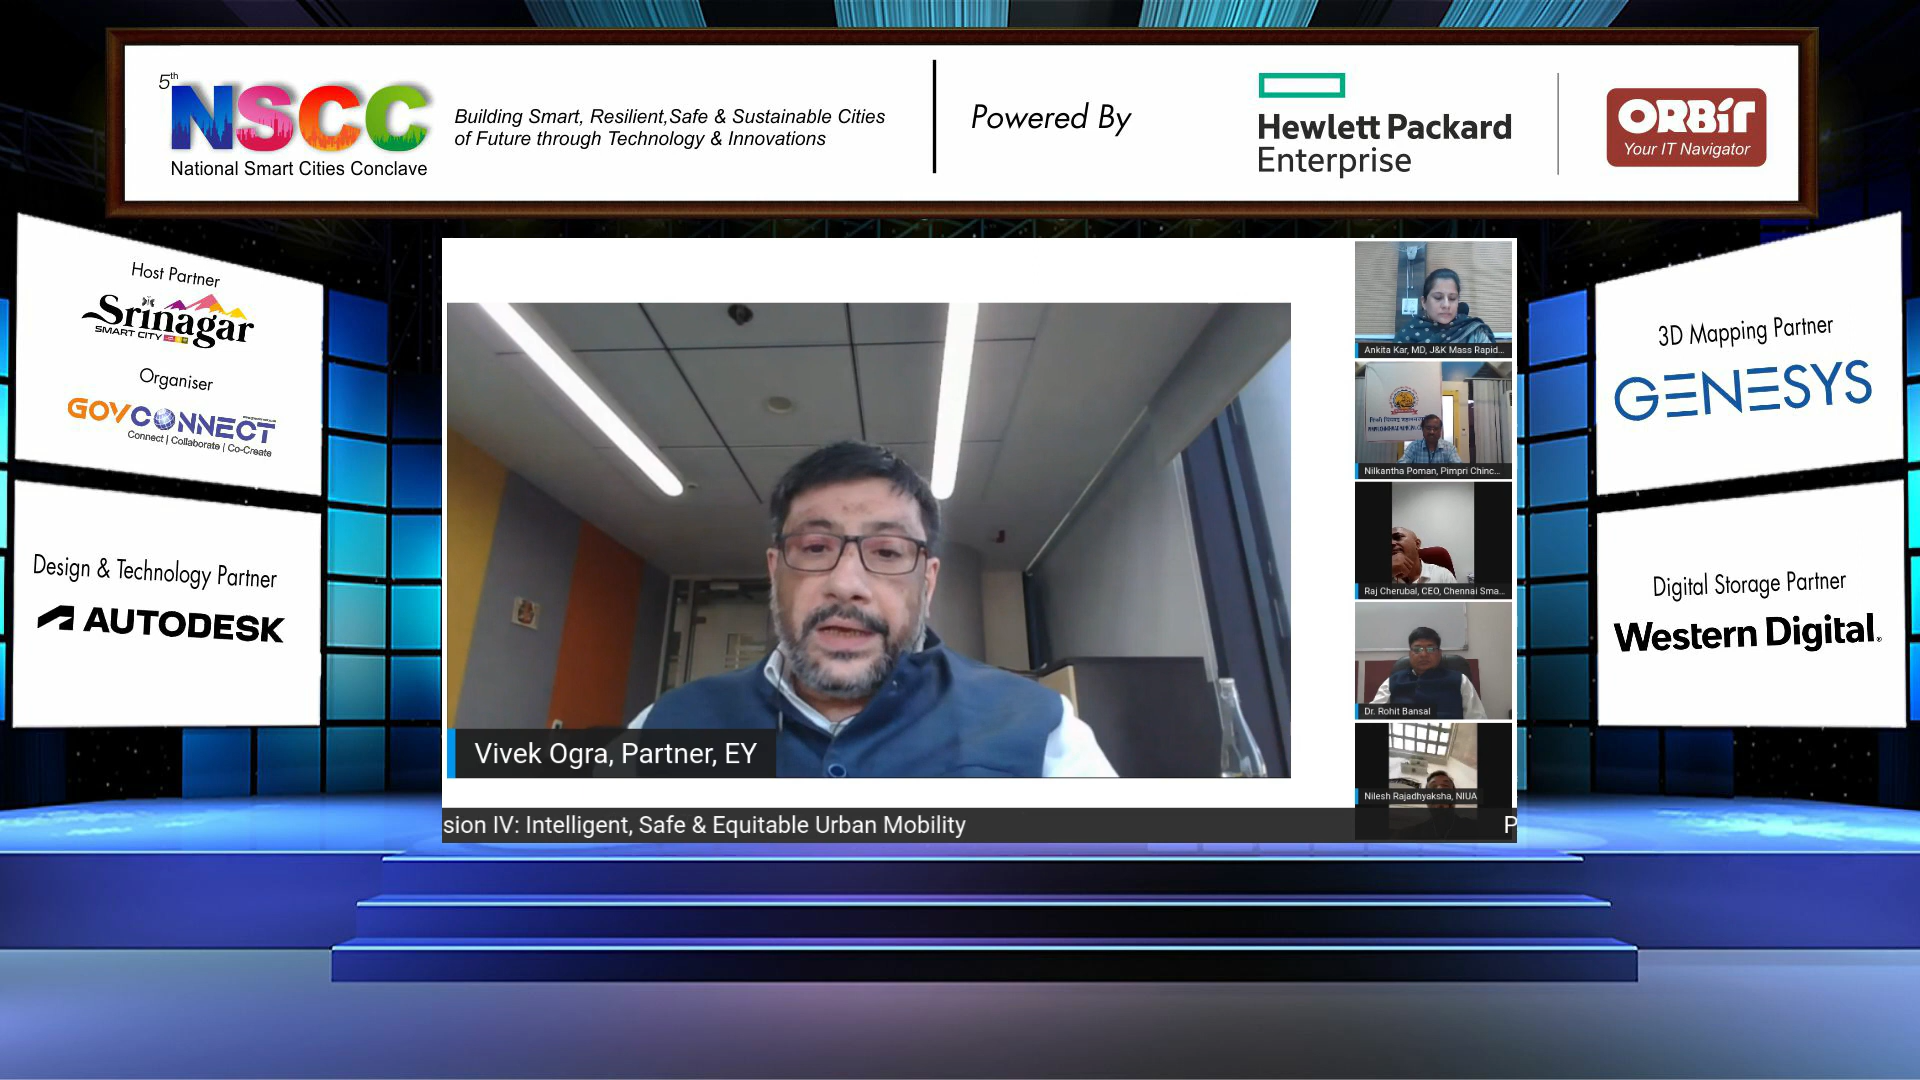 5th
NSCC
National Smart Cities Conclave
Building Smart, Resilient,Safe & Sustainable Cities
of Future through Technology & Innovations
Powered By
Hewlett Packard
Enterprise
ORBIT
Your IT Navigator
Host Partner
Srinagar
SMART CITY
Organiser
GOVCONNECT
Connect | Collaborate | Co-Create
Design & Technology Partner
AUTODESK
Vivek Ogra, Partner, EY
sion IV: Intelligent, Safe & Equitable Urban Mobility
P
Ankita Kar, MD, J&K Mass Rapid...
Nilkantha Poman, Pimpri Chinc...
Raj Cherubal, CEO, Chennai Sma...
Dr. Rohit Bansal
Nilesh Rajadhyaksha, NIUA
3D Mapping Partner
GENESYS
Digital Storage Partner
Western Digital.